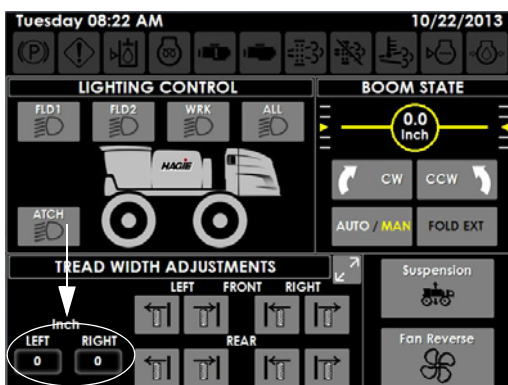 Tuesday 08:22 AM 10/22/2013
(P)
LIGHTING CONTROL BOOM STATE
FLD1 FLD2 WRK ALL
0.0
Inch
HAGIE
CW CCW
ATCH
AUTO / MAN FOLD EXT
TREAD WIDTH ADJUSTMENTS
Suspension
LEFT FRONT RIGHT
Inch
LEFT RIGHT
REAR
Fan Reverse
0 0